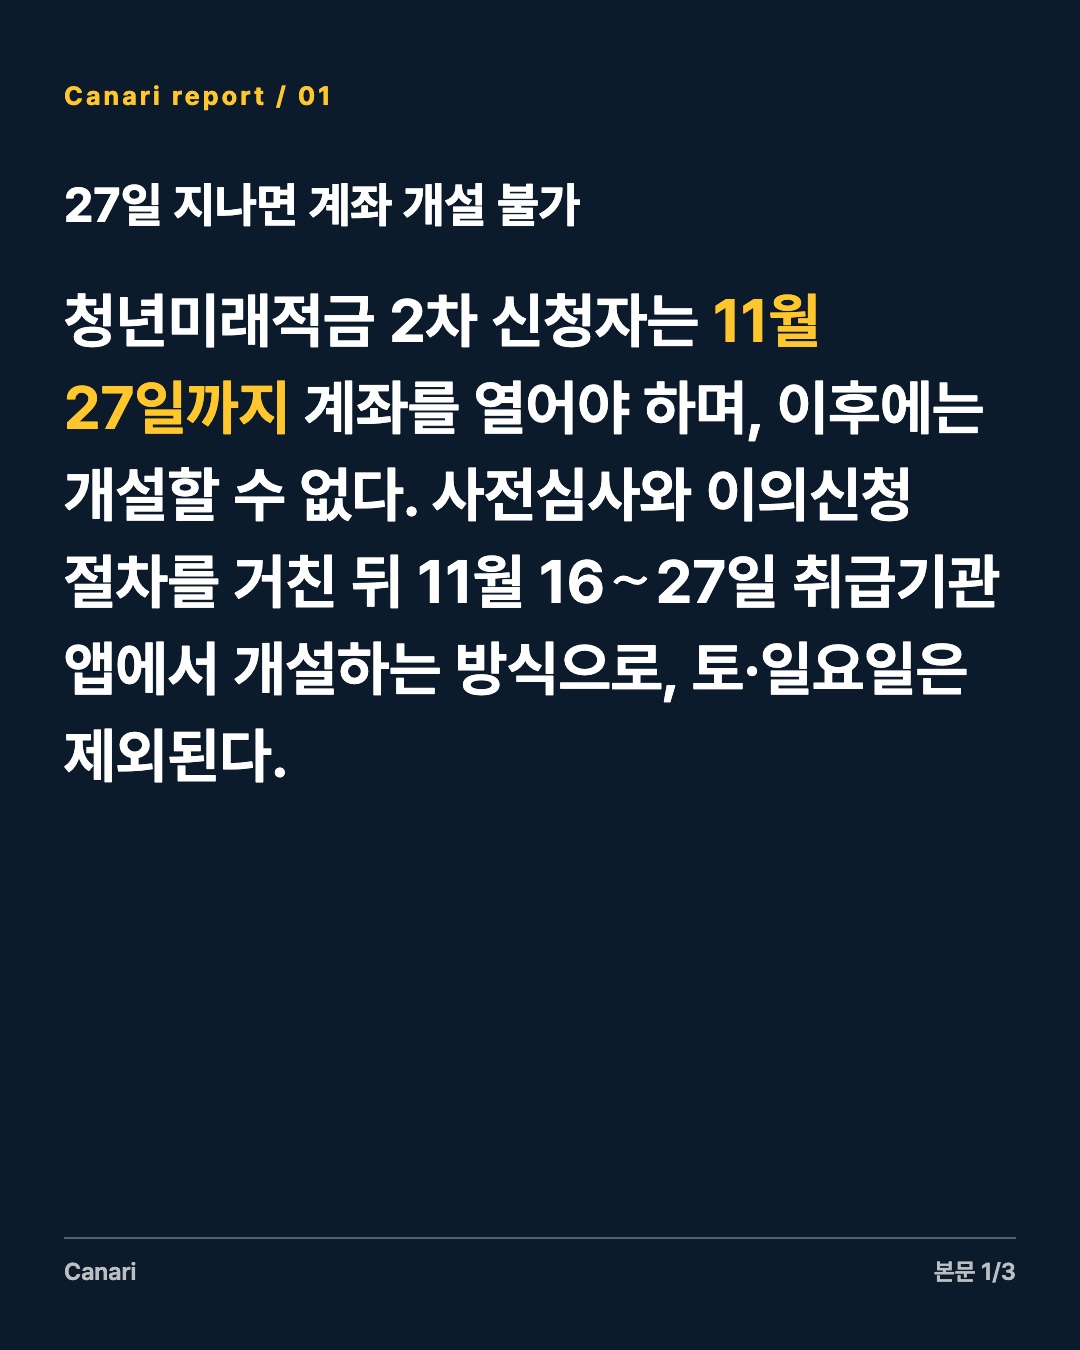 Canari report / 01
27일 지나면 계좌 개설 불가
청년미래적금 2차 신청자는 11월
27일까지 계좌를 열어야 하며, 이후에는
개설할 수 없다. 사전심사와 이의신청
절차를 거친 뒤 11월 16~27일 취급기관
앱에서 개설하는 방식으로, 토·일요일은
제외된다.
Canari
본문 1/3